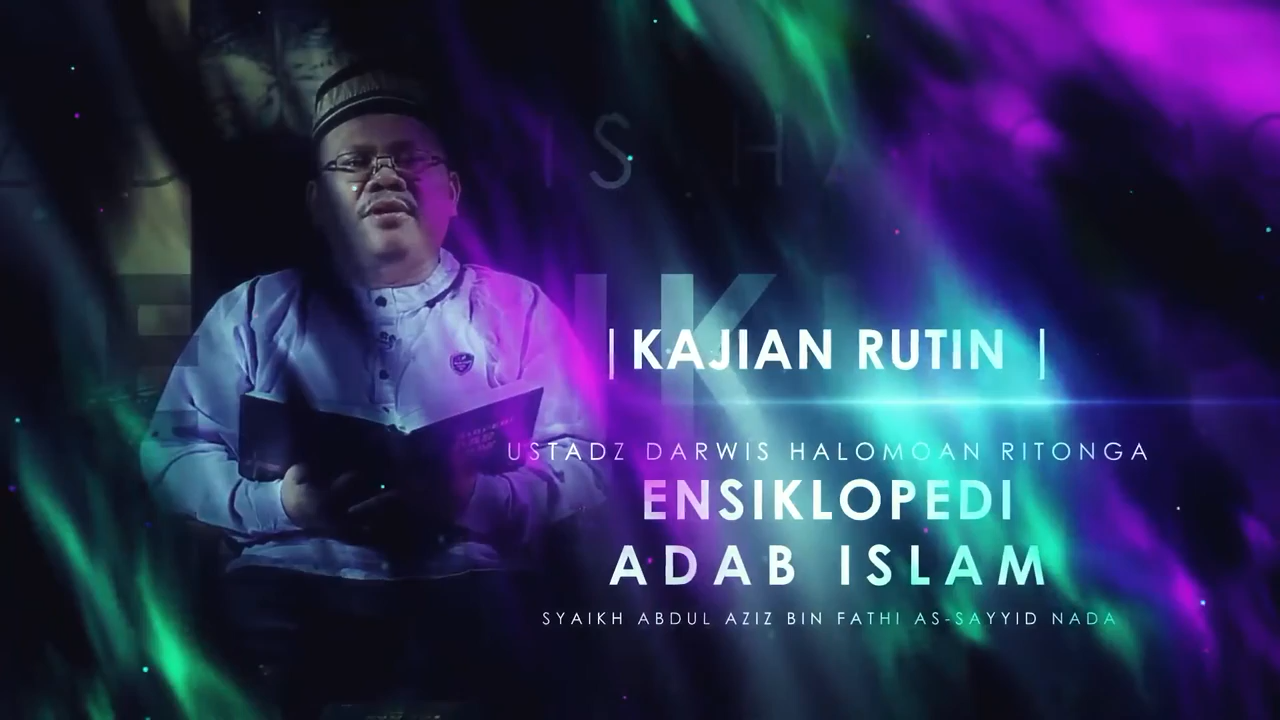 |KAJIAN RUTIN |
USTADZ DARWIS HALOMOAN RITONGA
ENSIKLOPEDI
ADAB ISLAM
SYAIKH ABDUL AZIZ BIN FATHI AS-SAYYID NADA